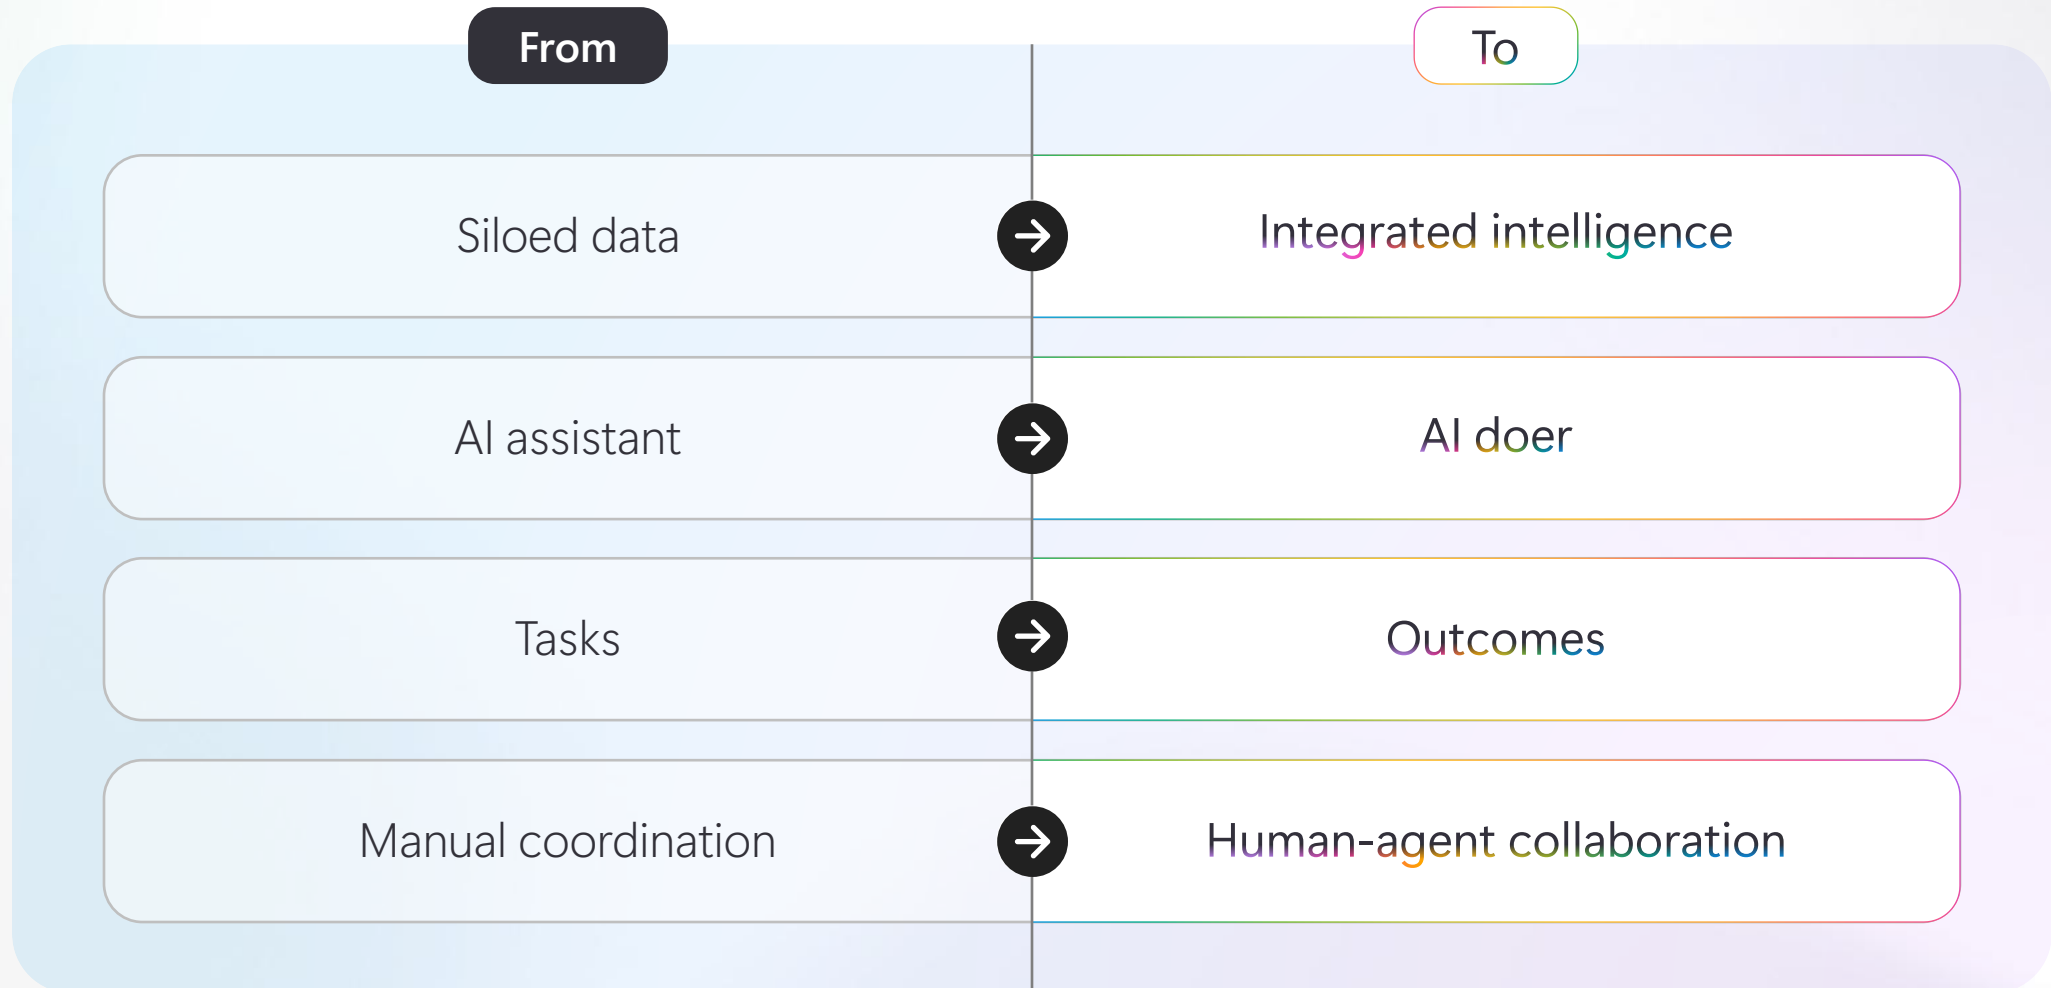 From
To
Siloed data
Integrated intelligence
AI assistant
AI doer
Tasks
Outcomes
Manual coordination
Human-agent collaboration